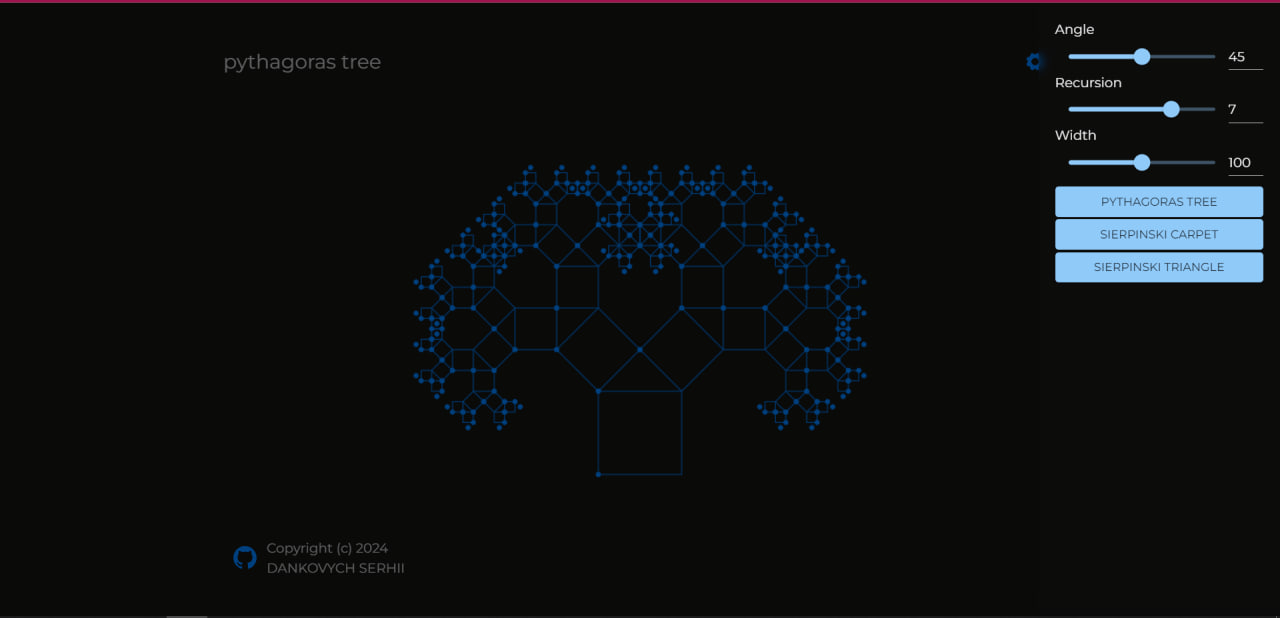 pythagoras tree
Angle
45
Recursion
7
Width
100
PYTHAGORAS TREE
SIERPINSKI CARPET
SIERPINSKI TRIANGLE
Copyright (c) 2024
DANKOVYCH SERHII